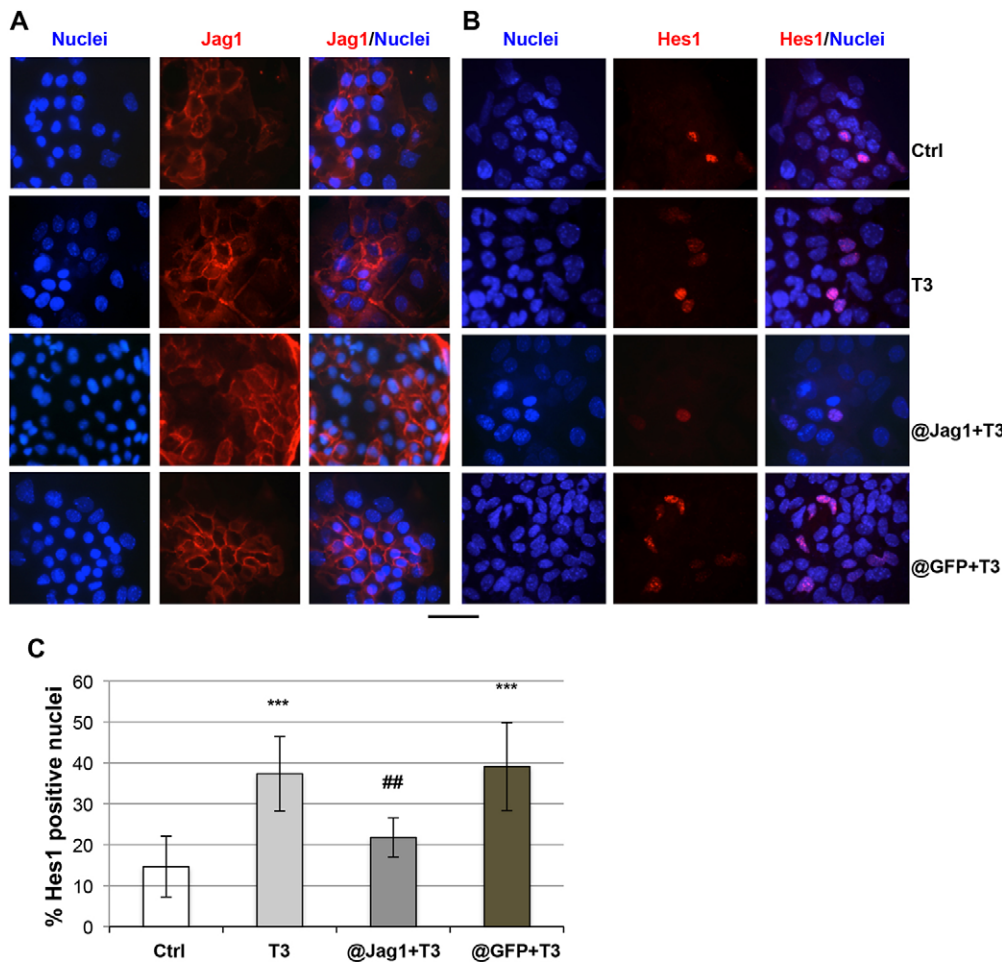 A
B
Nuclei Jag1 Jag1/Nuclei Nuclei Hes1 Hes1/Nuclei
Ctrl
T3
@Jag1+T3
@GFP+T3
C
% Hes1 positive nuclei
60
50
40
30
20
10
0
***
##
***
Ctrl T3 @Jag1+T3 @GFP+T3